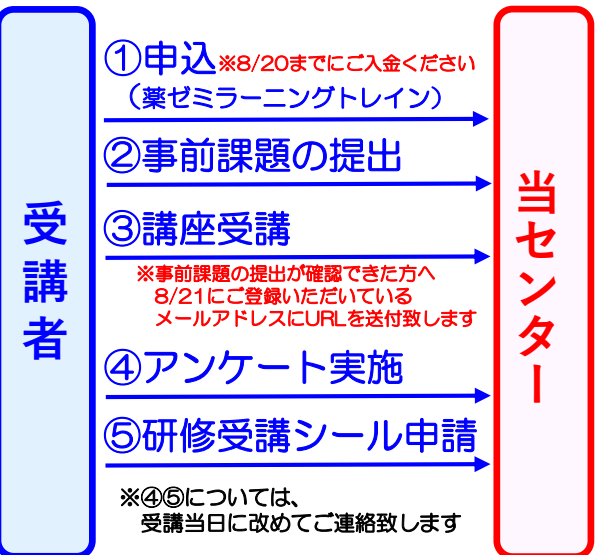 受講者
①申込※8/20までにご入金ください
（薬ゼミラーニングトレイン）
②事前課題の提出
③講座受講
※事前課題の提出が確認できた方へ
8/21にご登録いただいている
メールアドレスにURLを送付致します
④アンケート実施
⑤研修受講シール申請
※④⑤については、
受講当日に改めてご連絡致します
当センター